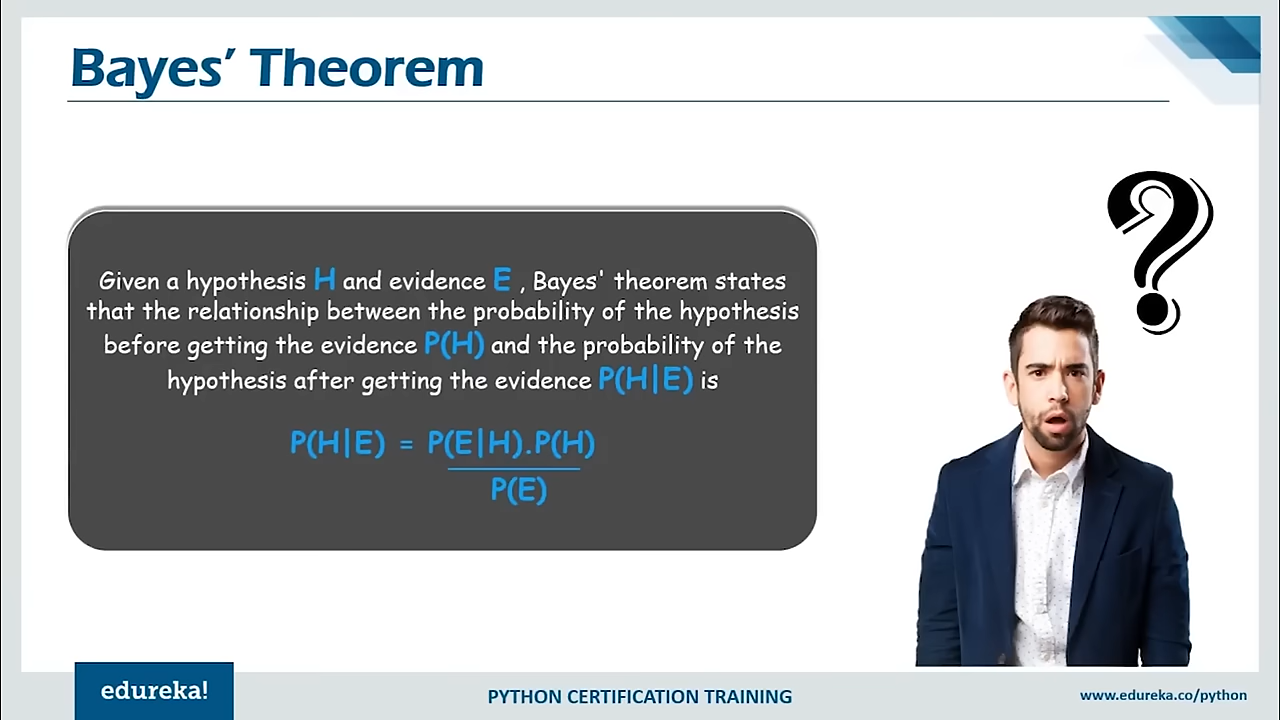 Bayes’ Theorem
?
Given a hypothesis H and evidence E , Bayes' theorem states
that the relationship between the probability of the hypothesis
before getting the evidence P(H) and the probability of the
hypothesis after getting the evidence P(H|E) is
P(H|E) = P(E|H).P(H)
P(E)
edureka!
PYTHON CERTIFICATION TRAINING
www.edureka.co/python